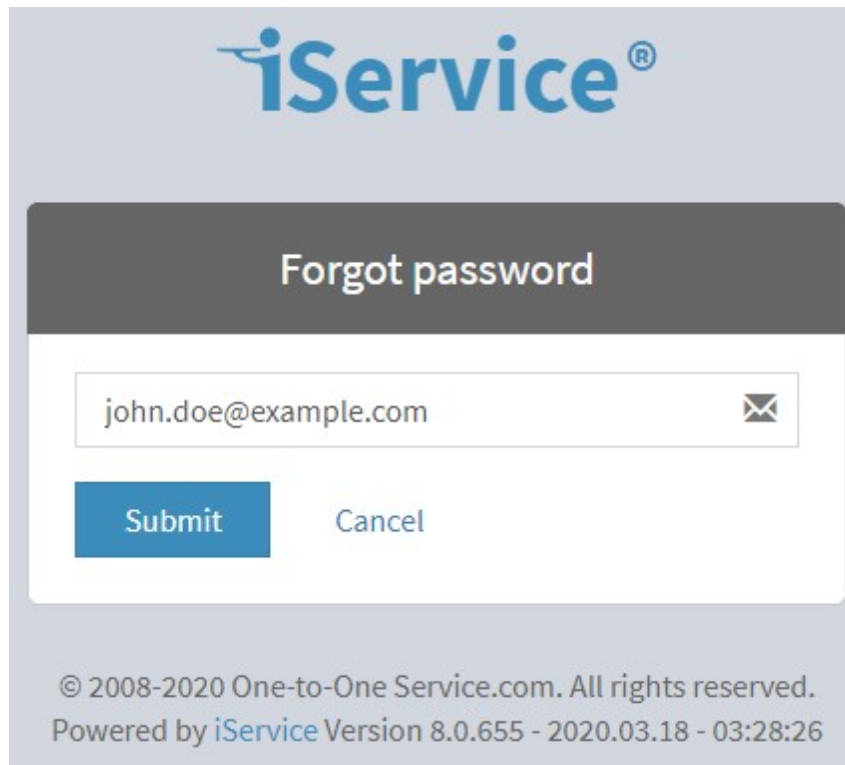 iService®
Forgot password
john.doe@example.com
Submit Cancel
© 2008-2020 One-to-One Service.com. All rights reserved.
Powered by iService Version 8.0.655 - 2020.03.18 - 03:28:26